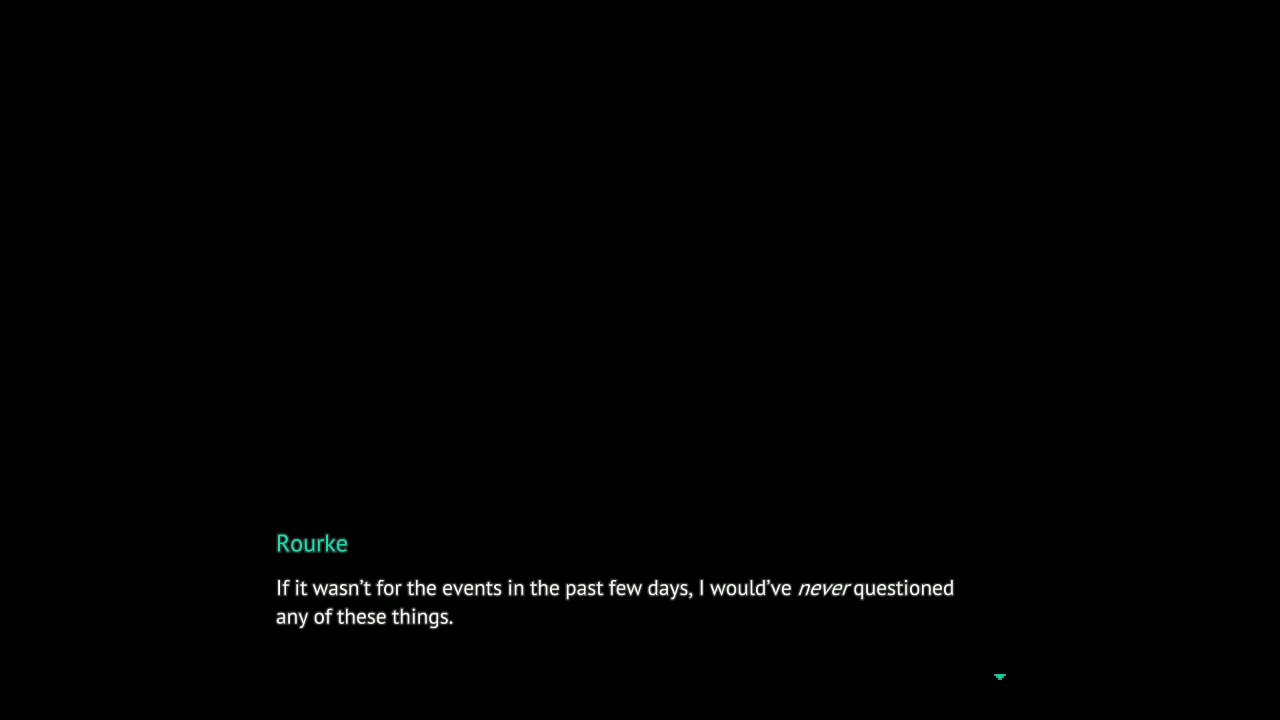 Rourke
If it wasn’t for the events in the past few days, I would’ve never questioned
any of these things.